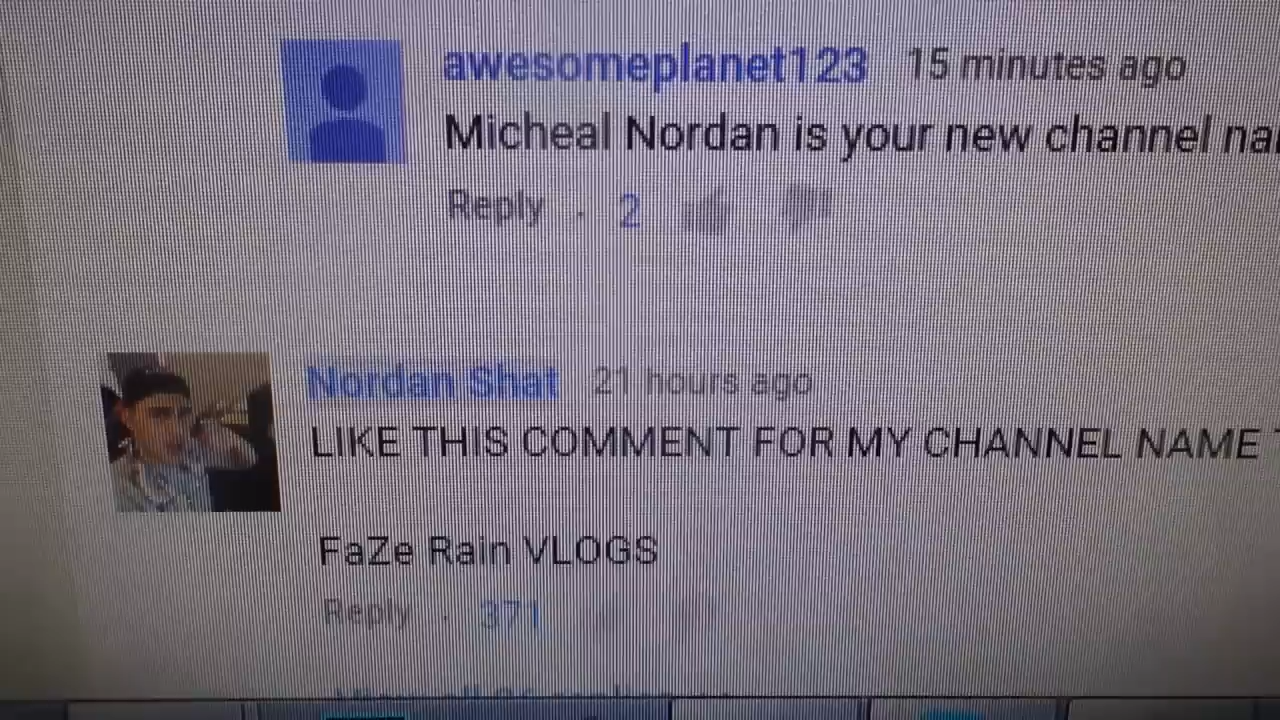 awesomeplanet123 15 minutes ago
Micheal Nordan is your new channel
Reply · 2
Nordan Shat 21 hours ago
LIKE THIS COMMENT FOR MY CHANNEL NAME
FaZe Rain VLOGS
Reply · 371